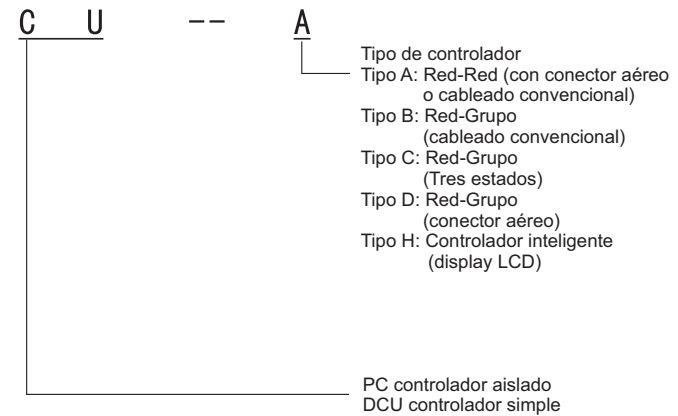 C U -- A
Tipo de controlador
Tipo A: Red-Red (con conector aéreo
o cableado convencional)
Tipo B: Red-Grupo
(cableado convencional)
Tipo C: Red-Grupo
(Tres estados)
Tipo D: Red-Grupo
(conector aéreo)
Tipo H: Controlador inteligente
(display LCD)
PC controlador aislado
DCU controlador simple